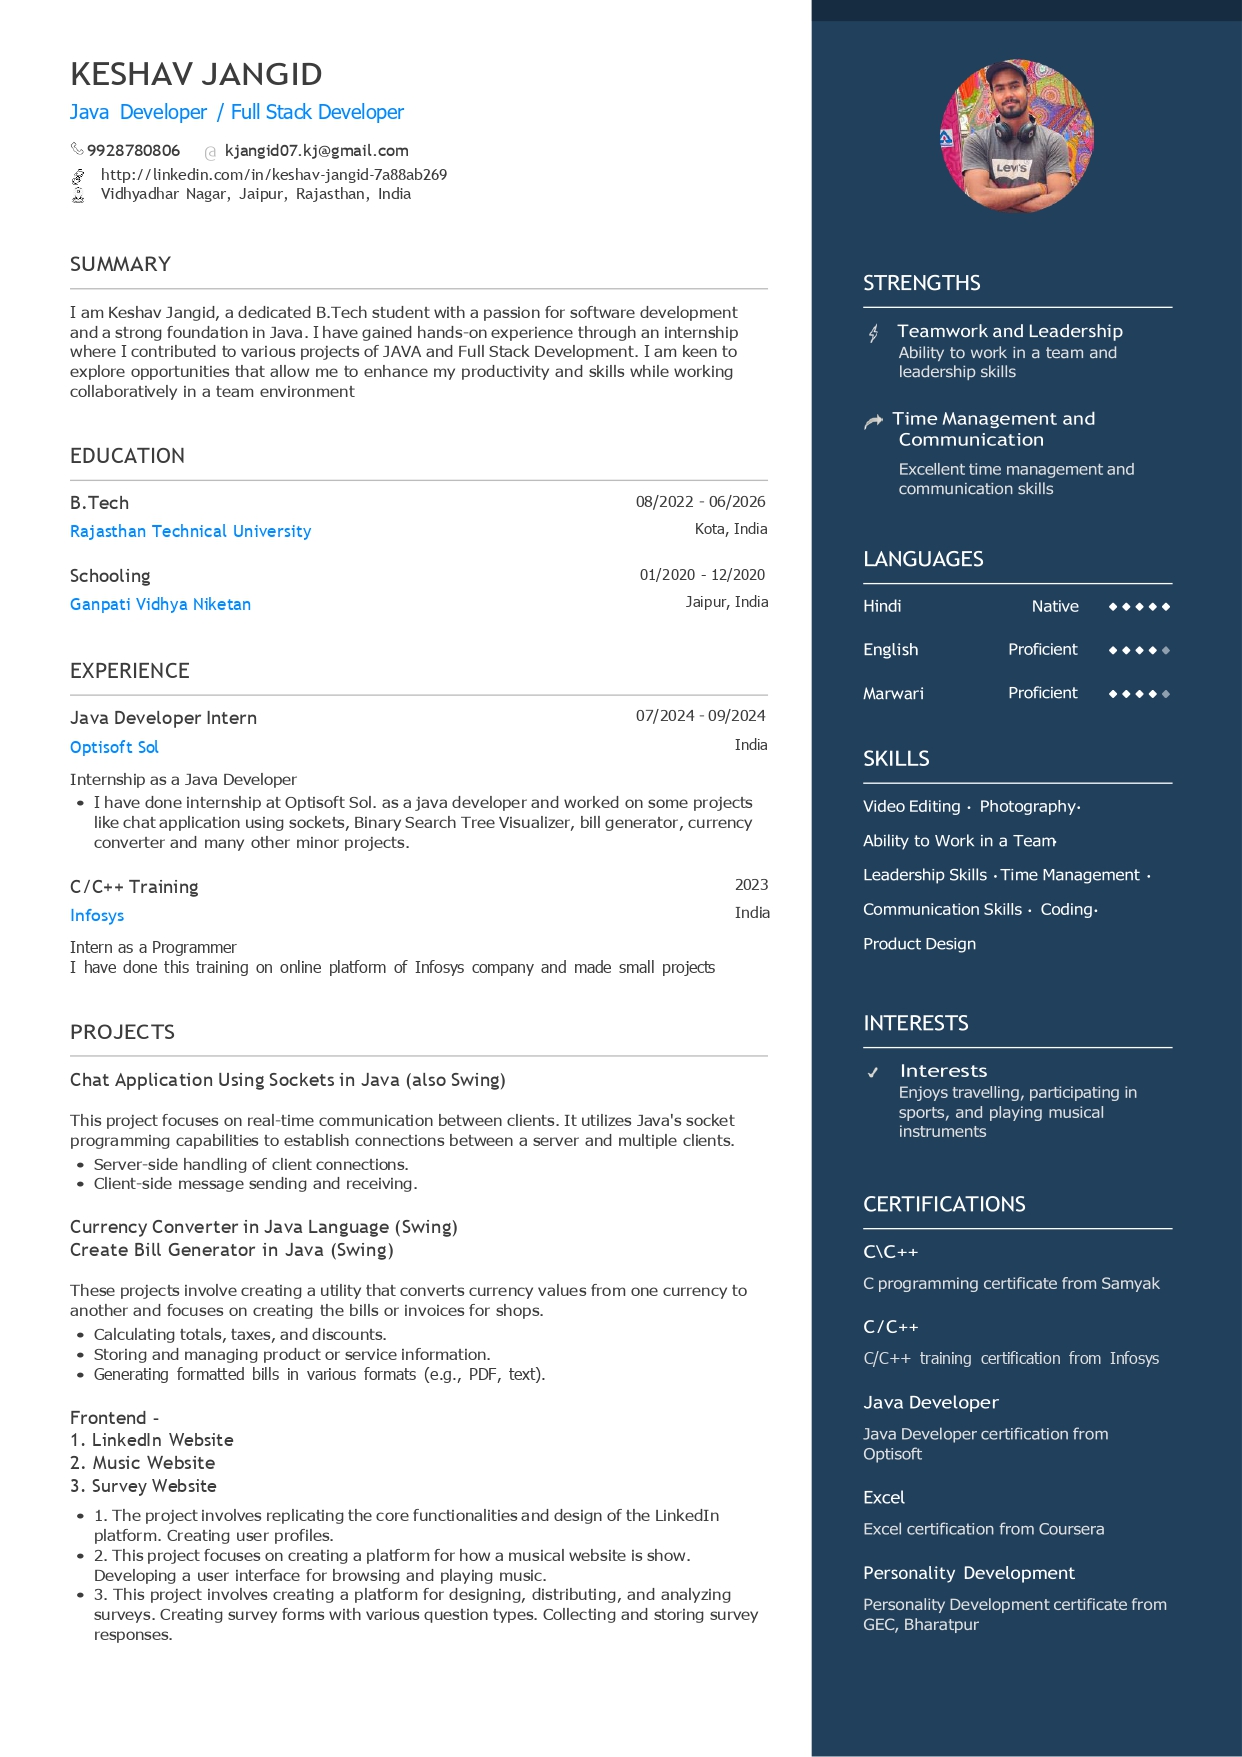 KESHAV JANGID
Java Developer / Full Stack Developer
9928780806 @ kjangid07.kj@gmail.com
http://linkedin.com/in/keshav-jangid-7a88ab269
Vidhyadhar Nagar, Jaipur, Rajasthan, India
SUMMARY
I am Keshav Jangid, a dedicated B.Tech student with a passion for software development
and a strong foundation in Java. I have gained hands-on experience through an internship
where I contributed to various projects of JAVA and Full Stack Development. I am keen to
explore opportunities that allow me to enhance my productivity and skills while working
collaboratively in a team environment
EDUCATION
B.Tech 08/2022 - 06/2026
Rajasthan Technical University Kota, India
Schooling 01/2020 - 12/2020
Ganpati Vidhya Niketan Jaipur, India
EXPERIENCE
Java Developer Intern 07/2024 - 09/2024
Optisoft Sol India
Internship as a Java Developer
• I have done internship at Optisoft Sol. as a java developer and worked on some projects
like chat application using sockets, Binary Search Tree Visualizer, bill generator, currency
converter and many other minor projects.
C/C++ Training 2023
Infosys India
Intern as a Programmer
I have done this training on online platform of Infosys company and made small projects
PROJECTS
Chat Application Using Sockets in Java (also Swing)
This project focuses on real-time communication between clients. It utilizes Java's socket
programming capabilities to establish connections between a server and multiple clients.
• Server-side handling of client connections.
• Client-side message sending and receiving.
Currency Converter in Java Language (Swing)
Create Bill Generator in Java (Swing)
These projects involve creating a utility that converts currency values from one currency to
another and focuses on creating the bills or invoices for shops.
• Calculating totals, taxes, and discounts.
• Storing and managing product or service information.
• Generating formatted bills in various formats (e.g., PDF, text).
Frontend -
1. LinkedIn Website
2. Music Website
3. Survey Website
• 1. The project involves replicating the core functionalities and design of the LinkedIn
platform. Creating user profiles.
• 2. This project focuses on creating a platform for how a musical website is show.
Developing a user interface for browsing and playing music.
• 3. This project involves creating a platform for designing, distributing, and analyzing
surveys. Creating survey forms with various question types. Collecting and storing survey
responses.
Levi's
STRENGTHS
Teamwork and Leadership
Ability to work in a team and
leadership skills
Time Management and
Communication
Excellent time management and
communication skills
LANGUAGES
Hindi Native
English Proficient
Marwari Proficient
SKILLS
Video Editing · Photography·
Ability to Work in a Team·
Leadership Skills · Time Management ·
Communication Skills · Coding·
Product Design
INTERESTS
Interests
Enjoys travelling, participating in
sports, and playing musical
instruments
CERTIFICATIONS
C\C++
C programming certificate from Samyak
C/C++
C/C++ training certification from Infosys
Java Developer
Java Developer certification from
Optisoft
Excel
Excel certification from Coursera
Personality Development
Personality Development certificate from
GEC, Bharatpur